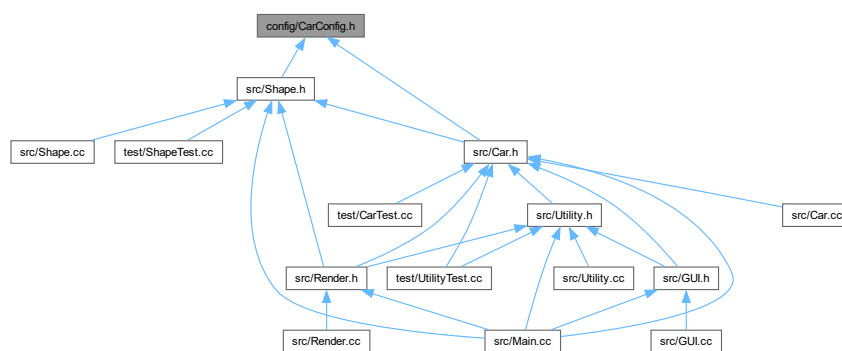 config/CarConfig.h
src/Shape.h
src/Shape.cc
test/ShapeTest.cc
src/Car.h
test/CarTest.cc
src/Utility.h
src/Car.cc
src/Render.h
test/UtilityTest.cc
src/Utility.cc
src/GUI.h
src/Render.cc
src/Main.cc
src/GUI.cc